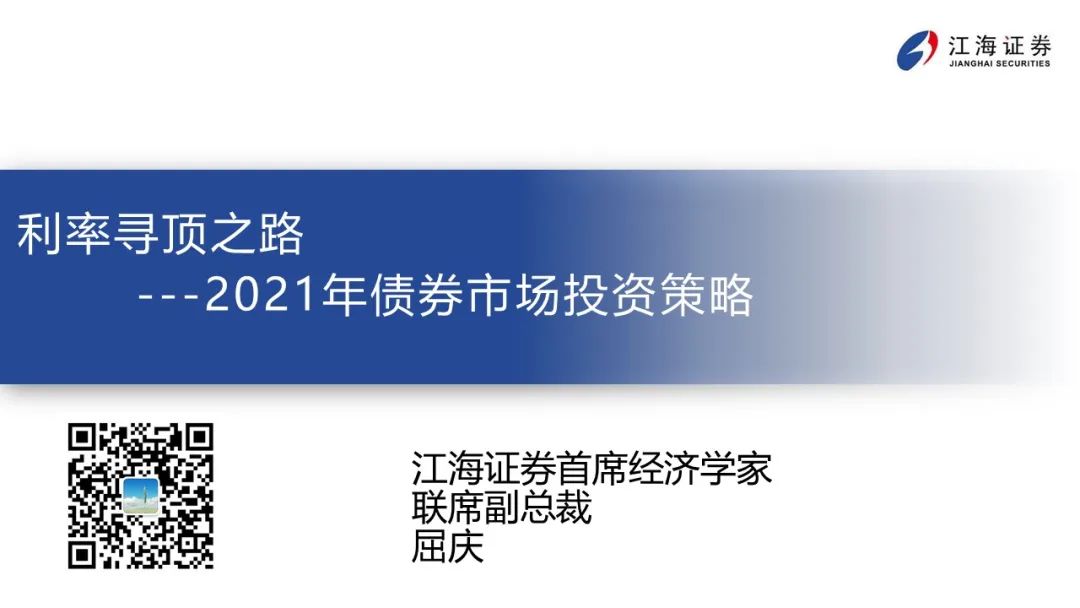 江海证券
JIANGHAI SECURITIES
利率寻顶之路
---2021年债券市场投资策略
江海证券首席经济学家
联席副总裁
屈庆